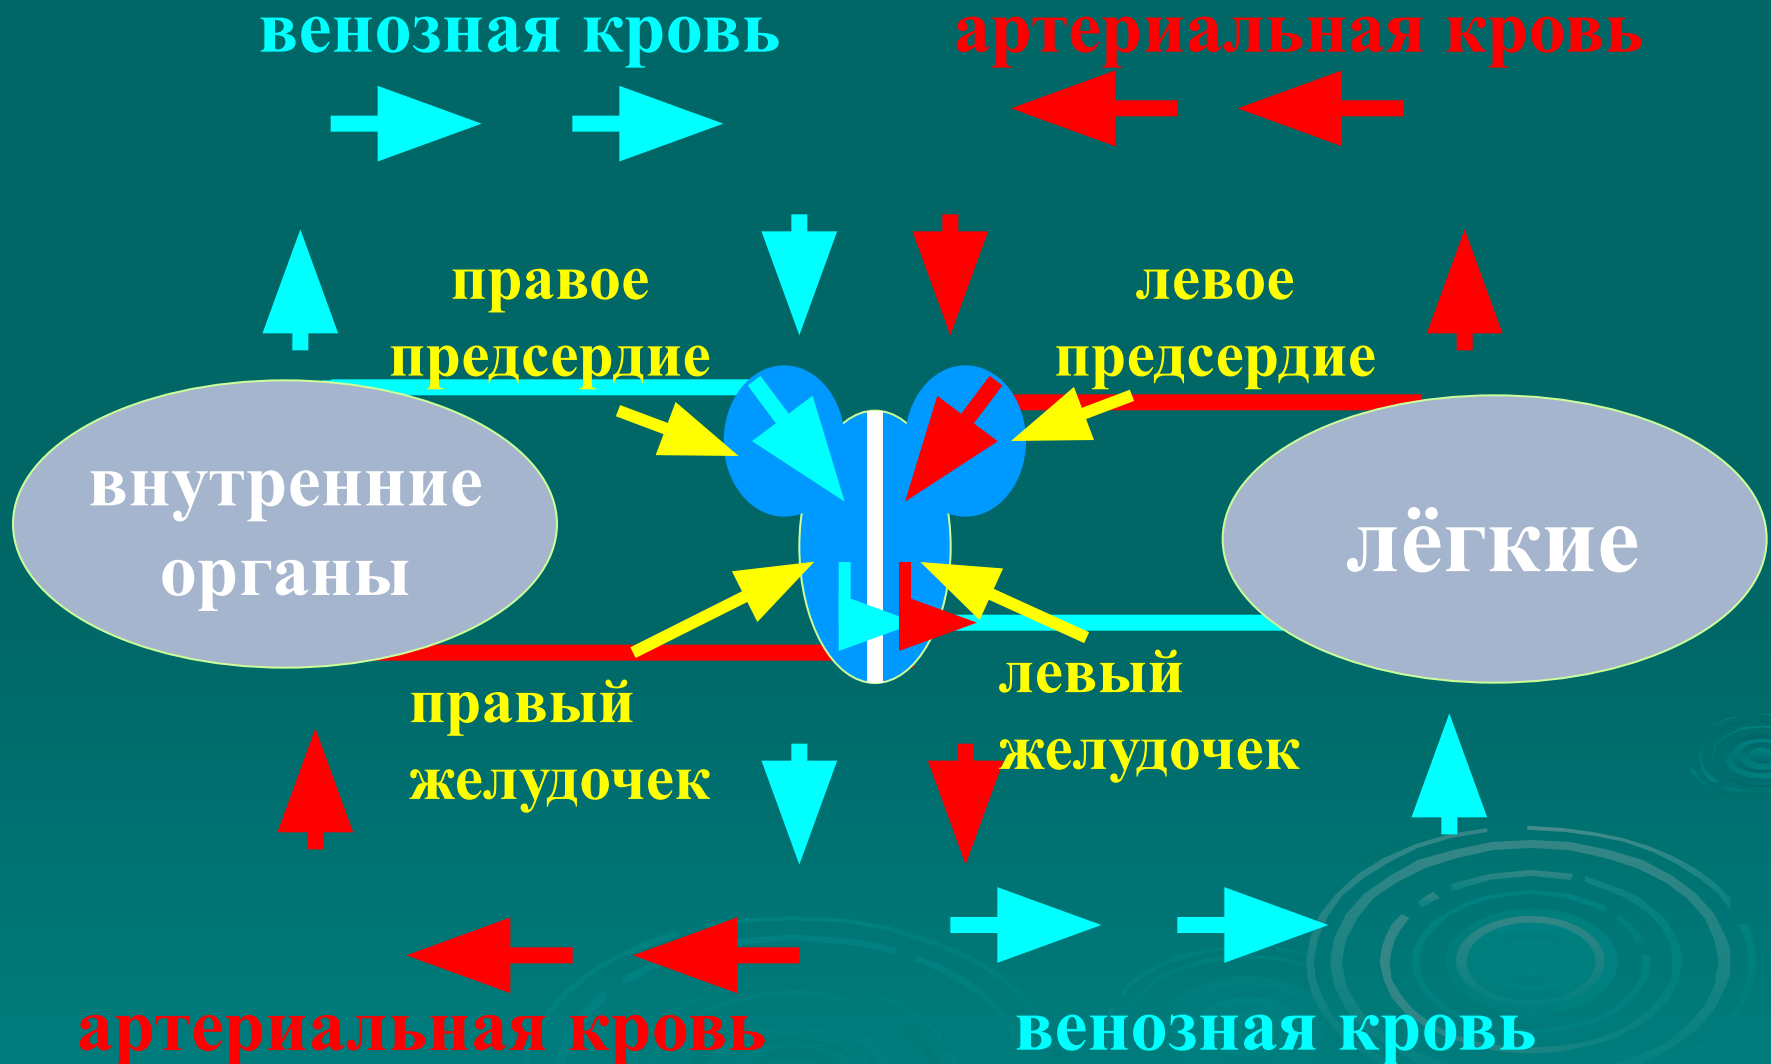 венозная кровь
артериальная кровь
правое
предсердие
левое
предсердие
внутренние
органы
лёгкие
правый
желудочек
левый
желудочек
артериальная кровь
венозная кровь